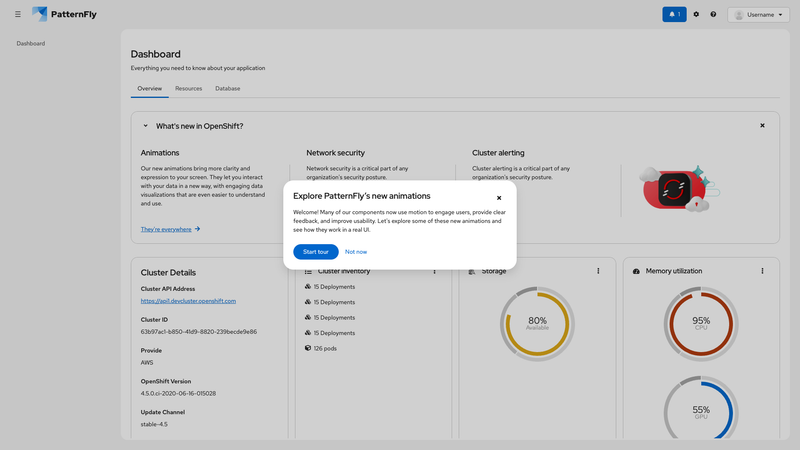 PatternFly
1
Username
Dashboard
Dashboard
Everything you need to know about your application
Overview
Resources
Database
What's new in OpenShift?
Animations
Our new animations bring more clarity and
expression to your screen. They let you interact
with your data in a new way, with engaging data
visualizations that are even easier to understand
and use.
They're everywhere
Network security
Network security is a critical part of any
organization's security posture.
Cluster alerting
Cluster alerting is a critical part of any
organization's security posture.
Explore PatternFly's new animations
Welcome! Many of our components now use motion to engage users, provide clear
feedback, and improve usability. Let's explore some of these new animations and
see how they work in a real UI.
Start tour
Not now
Cluster Details
Cluster API Address
https://api1.devcluster.openshift.com
Cluster ID
63b97ac1-b850-41d9-8820-239becde9e86
Provide
AWS
OpenShift Version
4.5.0.ci-2020-06-16-015028
Update Channel
stable-4.5
Cluster inventory
15 Deployments
15 Deployments
15 Deployments
15 Deployments
126 pods
Storage
80%
Available
Memory utilization
95%
CPU
55%
GPU